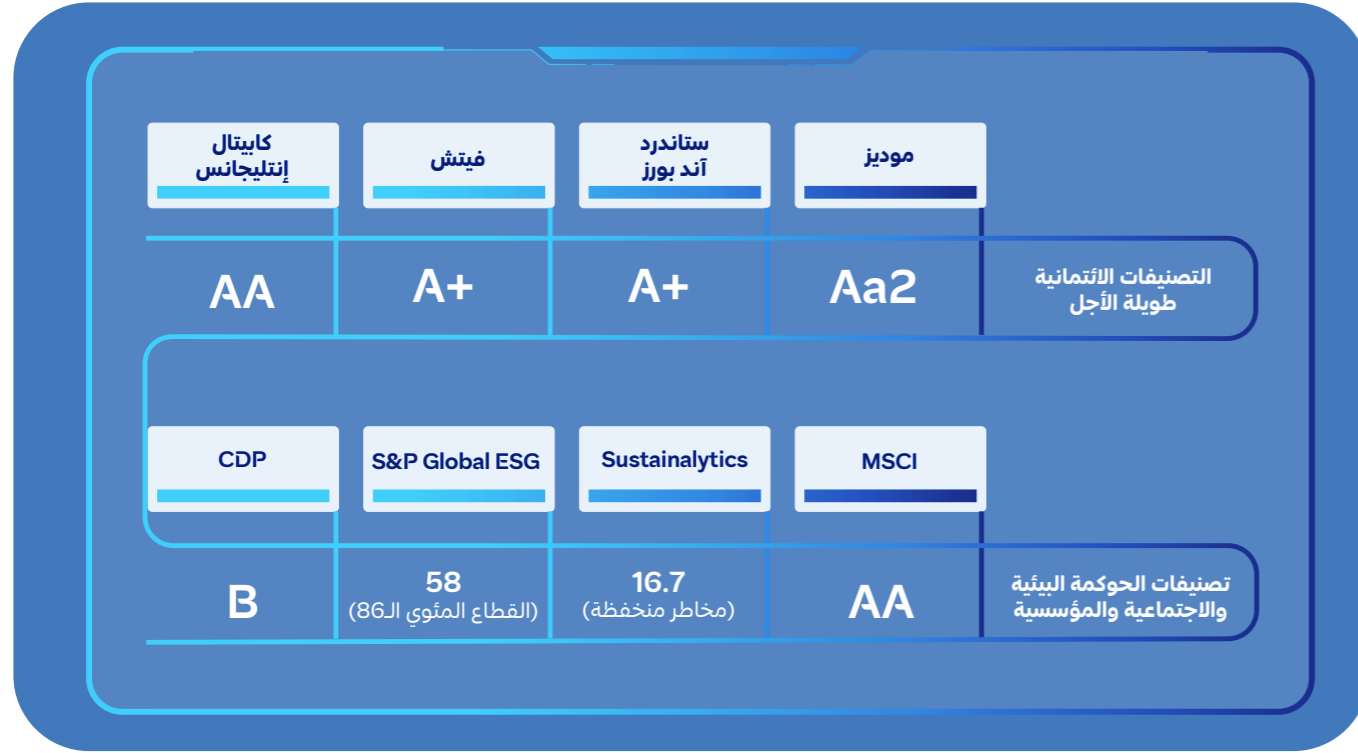 موديز
ستاندرد
آند بورز
فيتش
كابيتال
إنتليجانس
التصنيفات الائتمانية
طويلة الأجل
Aa2
A+
A+
AA
MSCI
Sustainalytics
S&P Global ESG
CDP
تصنيفات الحوكمة البيئية
والاجتماعية والمؤسسية
AA
16.7
(مخاطر منخفظة)
58
(القطاع المئوي الـ86)
B